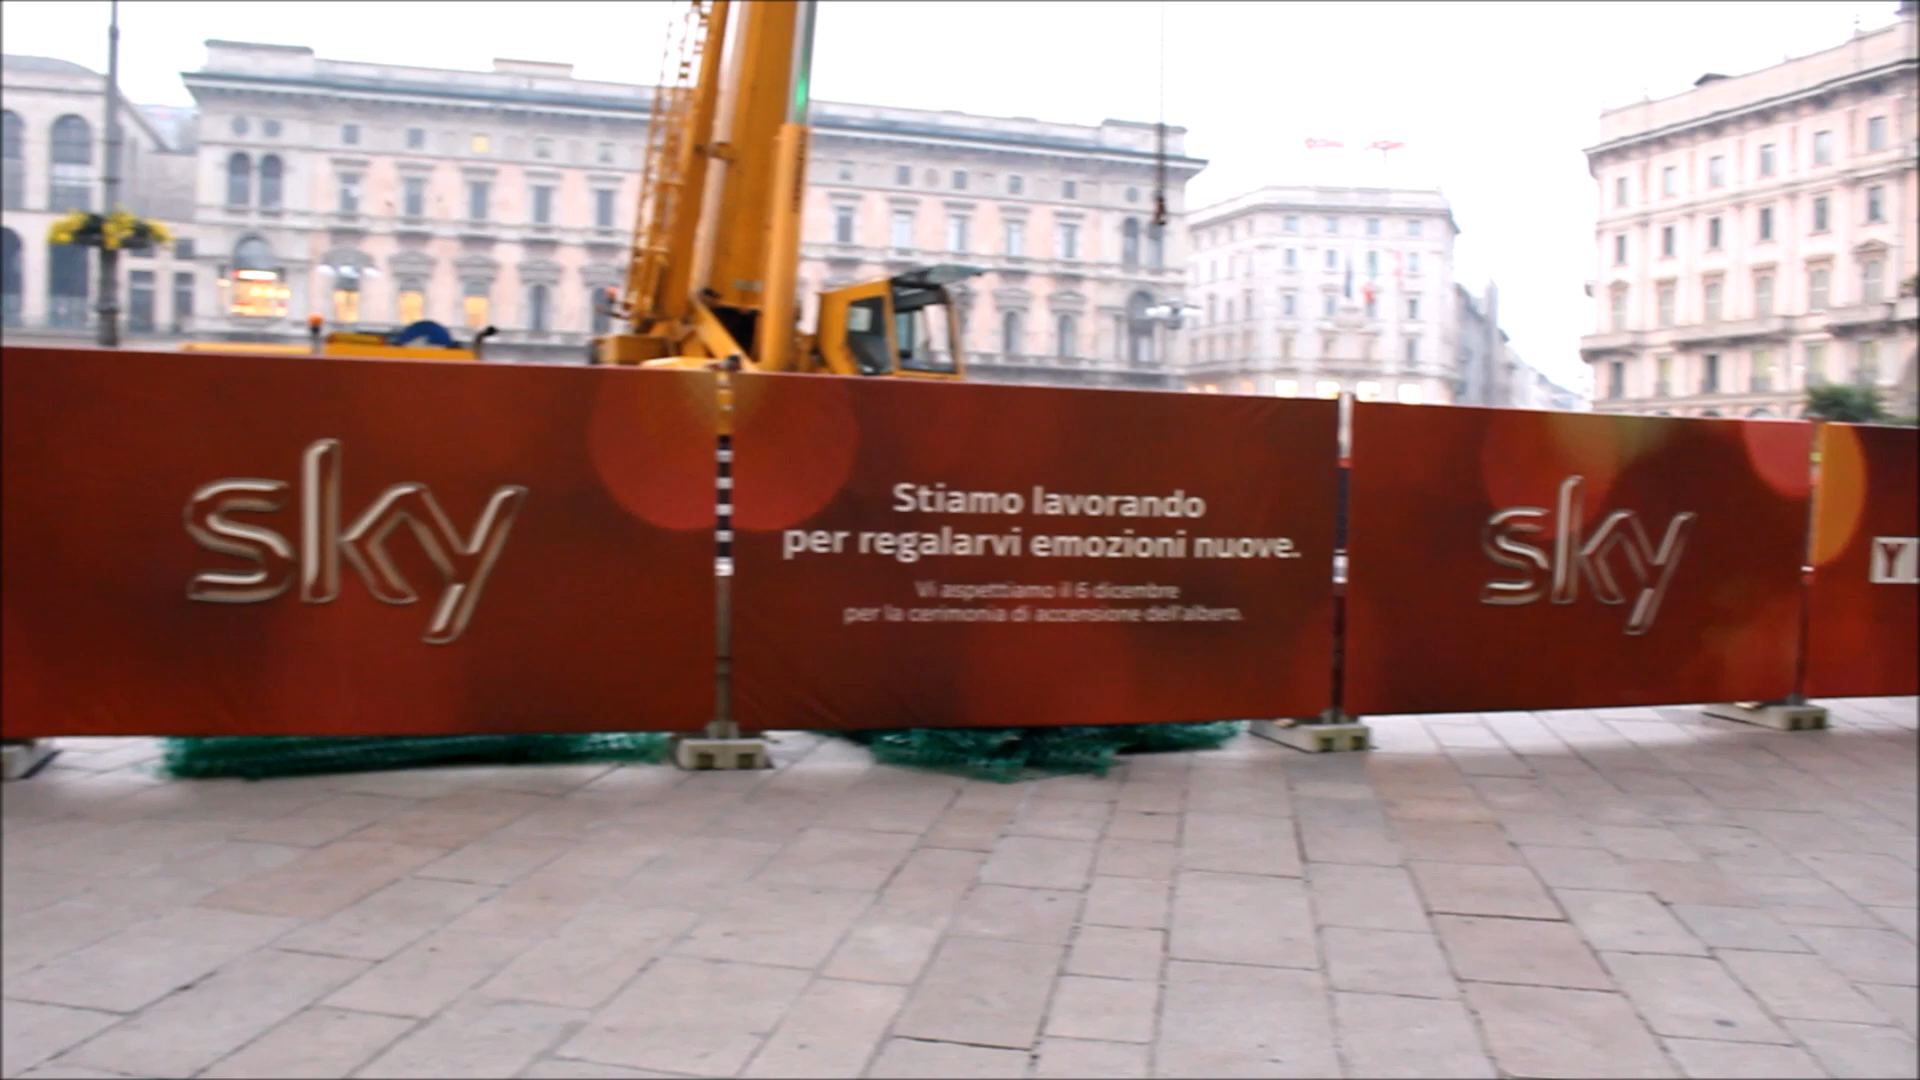 sky
Stiamo lavorando
per regalarvi emozioni nuove.
Vi aspettiamo il 6 dicembre
per la cerimonia di accensione dell'albero.
sky
Y